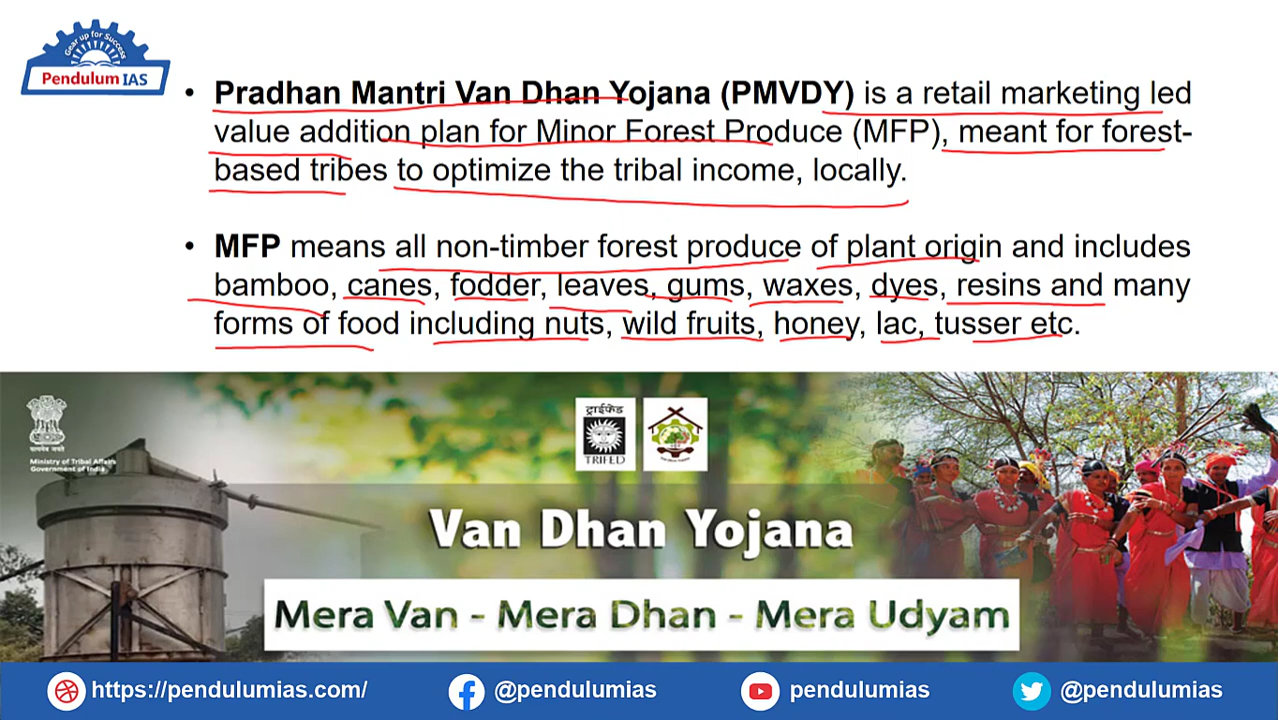 Gear up for Success
Pendulum IAS
• Pradhan Mantri Van Dhan Yojana (PMVDY) is a retail marketing led
value addition plan for Minor Forest Produce (MFP), meant for forest-
based tribes to optimize the tribal income, locally.
• MFP means all non-timber forest produce of plant origin and includes
bamboo, canes, fodder, leaves, gums, waxes, dyes, resins and many
forms of food including nuts, wild fruits, honey, lac, tusser etc.
सत्यमेव जयते
Ministry of Tribal Affairs
Government of India
ट्राईफेड
TRIFED
Van Dhan Yojana
Mera Van - Mera Dhan - Mera Udyam
https://pendulumias.com/
@pendulumias
pendulumias
@pendulumias